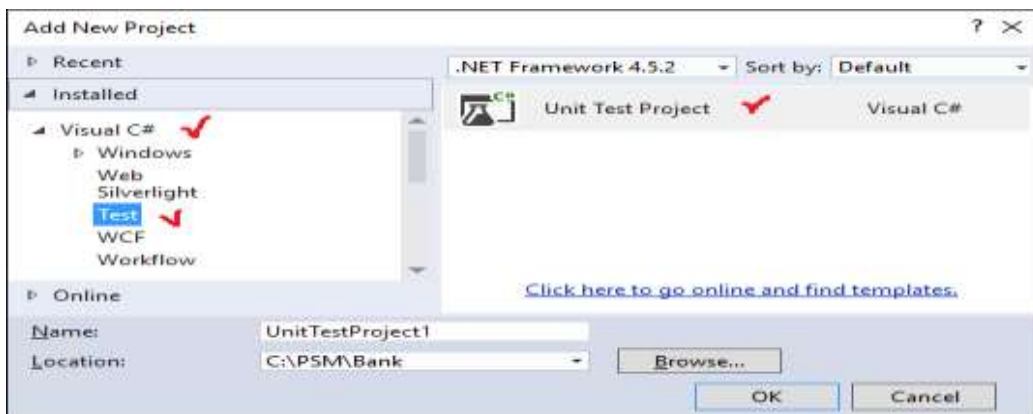 Add New Project
Recent
.NET Framework 4.5.2 Sort by: Default
Installed
C# Unit Test Project Visual C#
Visual C#
Windows
Web
Silverlight
Test
WCF
Workflow
Click here to go online and find templates.
Online
Name: UnitTestProject1
Location: C:\PSM\Bank Browse...
OK Cancel